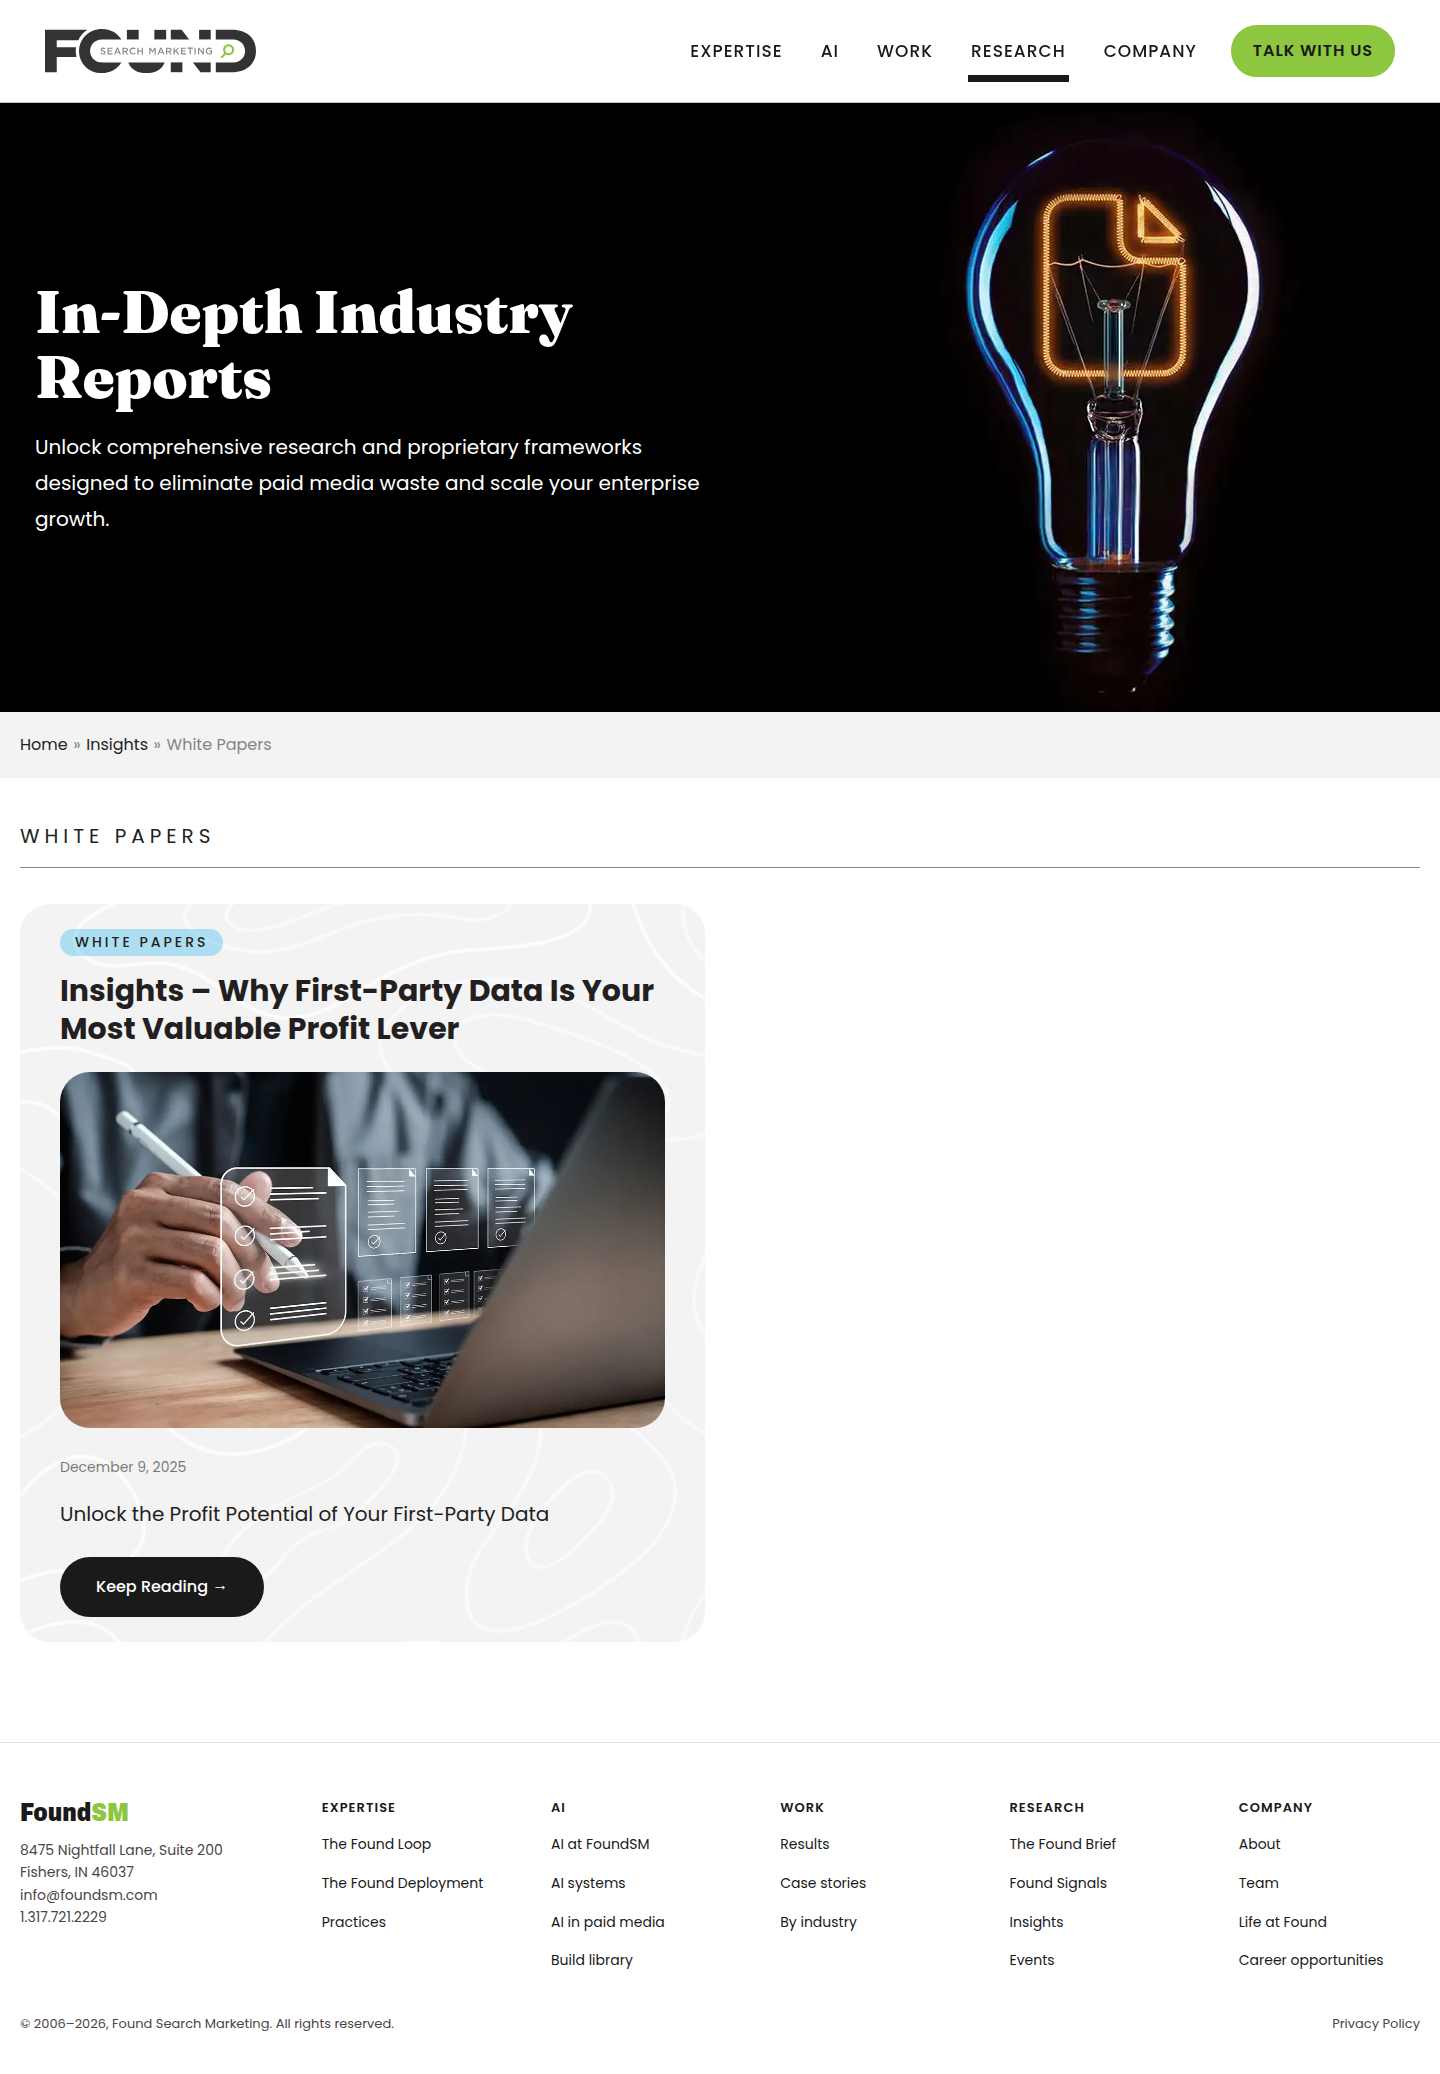 FOUND
SEARCH MARKETING
EXPERTISE AI WORK RESEARCH COMPANY TALK WITH US
In-Depth Industry
Reports
Unlock comprehensive research and proprietary frameworks
designed to eliminate paid media waste and scale your enterprise
growth.
Home » Insights » White Papers
WHITE PAPERS
WHITE PAPERS
Insights – Why First-Party Data Is Your
Most Valuable Profit Lever
December 9, 2025
Unlock the Profit Potential of Your First-Party Data
Keep Reading →
FoundSM
8475 Nightfall Lane, Suite 200
Fishers, IN 46037
info@foundsm.com
1.317.721.2229
EXPERTISE
The Found Loop
The Found Deployment
Practices
AI
AI at FoundSM
AI systems
AI in paid media
Build library
WORK
Results
Case stories
By industry
RESEARCH
The Found Brief
Found Signals
Insights
Events
COMPANY
About
Team
Life at Found
Career opportunities
© 2006–2026, Found Search Marketing. All rights reserved.
Privacy Policy